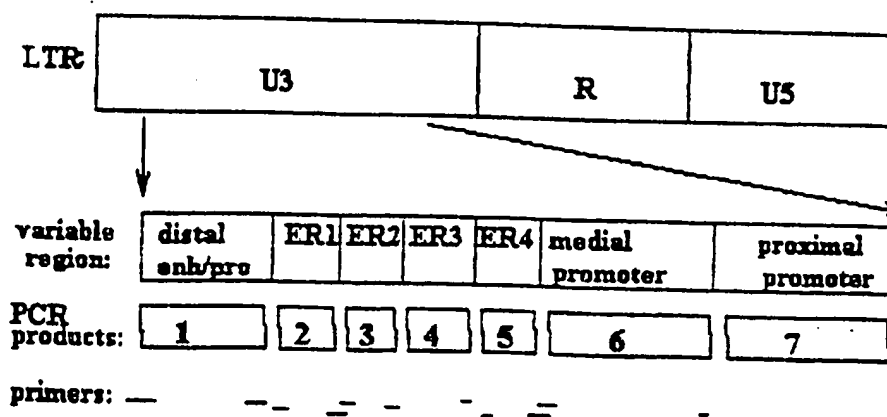 LTR: U3 R U5
variable region: distal enh/pro ER1 ER2 ER3 ER4 medial promoter proximal promoter
PCR products: 1 2 3 4 5 6 7
primers: